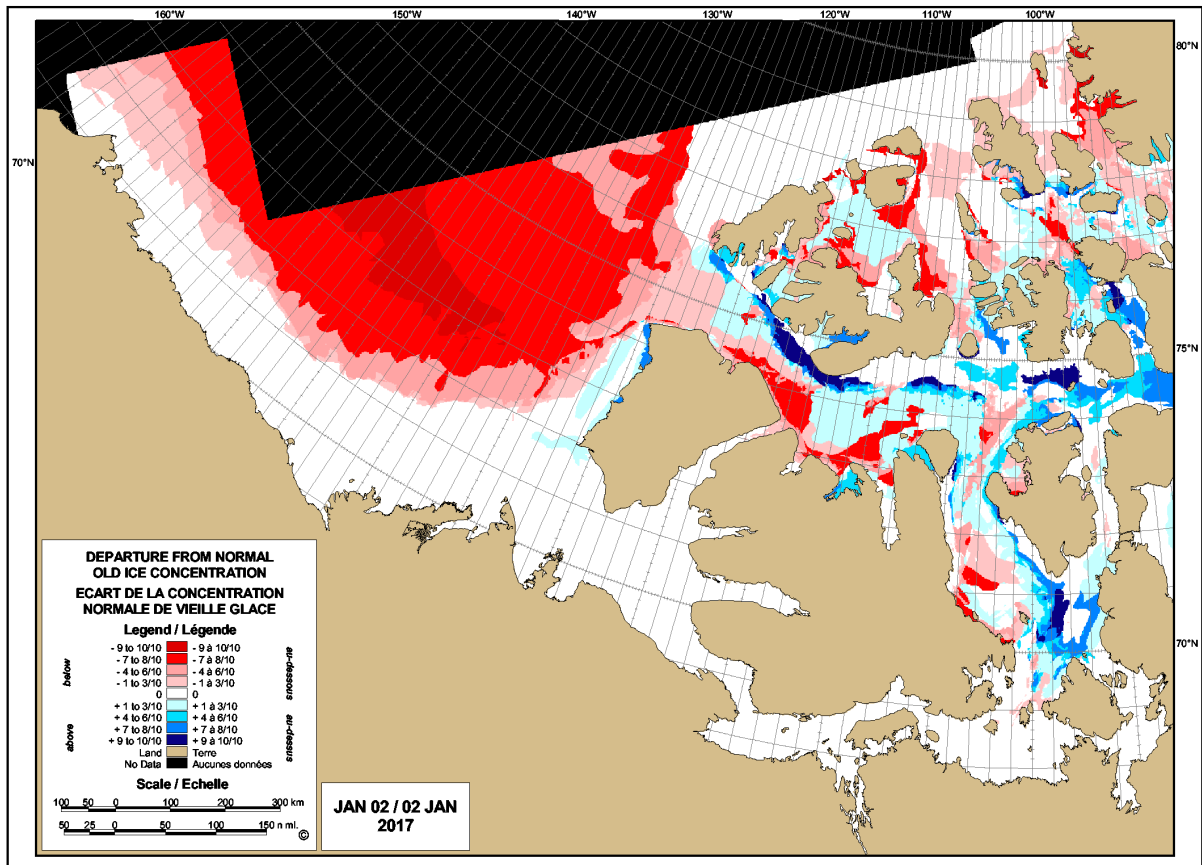 160°W 150°W 140°W 130°W 120°W 110°W 100°W
80°N
70°N
75°N
70°N
DEPARTURE FROM NORMAL
OLD ICE CONCENTRATION
ECART DE LA CONCENTRATION
NORMALE DE VIEILLE GLACE
Legend / Légende
below
above
- 9 to 10/10 - 9 à 10/10
- 7 to 8/10 - 7 à 8/10
- 4 to 6/10 - 4 à 6/10
- 1 to 3/10 - 1 à 3/10
0 0
+ 1 to 3/10 + 1 à 3/10
+ 4 to 6/10 + 4 à 6/10
+ 7 to 8/10 + 7 à 8/10
+ 9 to 10/10 + 9 à 10/10
Land Terre
No Data Aucunes données
au-dessous
au-dessus
Scale / Echelle
100 50 0 100 200 300 km
50 25 0 50 100 150 n mi.
©
JAN 02 / 02 JAN
2017